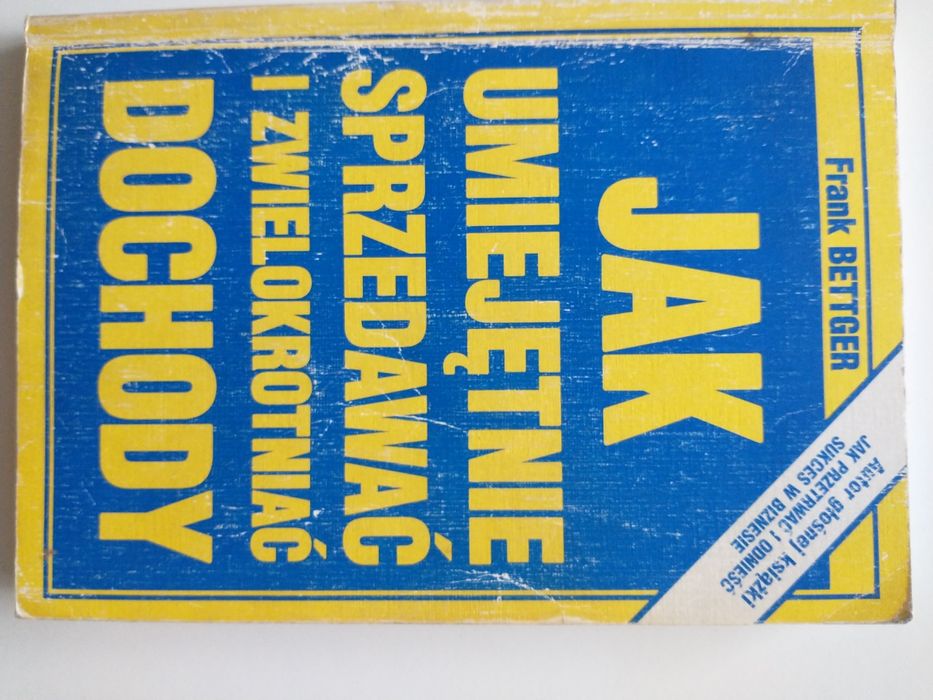 Frank BETTGER
Autor głośnej książki
JAK PRZETRWAĆ I ODNIEŚĆ
SUKCES W BIZNESIE
JAK
UMIEJĘTNIE
SPRZEDAWAĆ
I ZWIELOKROTNIAĆ
DOCHODY